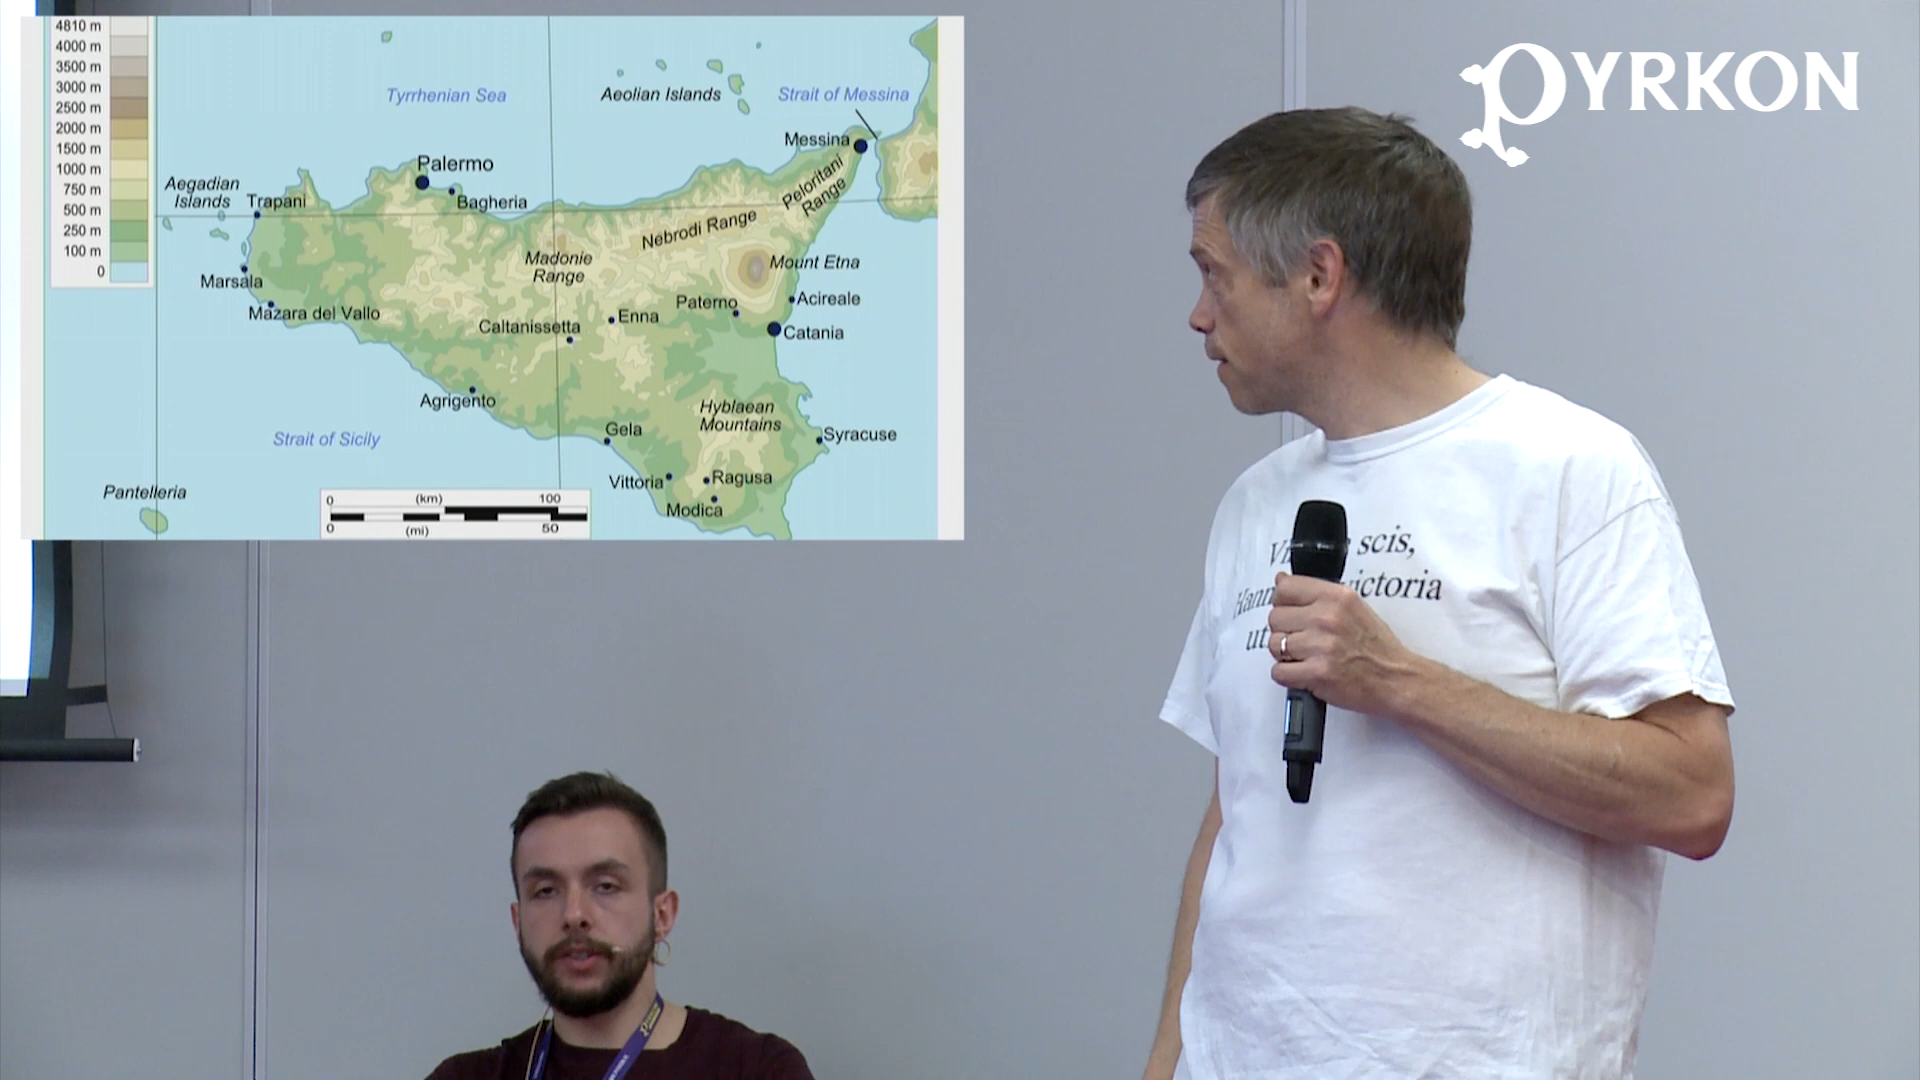 4810 m
4000 m
3500 m
3000 m
2500 m
2000 m
1500 m
1000 m
750 m
500 m
250 m
100 m
0
Tyrrhenian Sea
Aeolian Islands
Strait of Messina
Messina
Palermo
Bagheria
Aegadian
Islands
Trapani
Peloritani
Range
Nebrodi Range
Madonie
Range
Mount Etna
Marsala
Mazara del Vallo
Paterno
Acireale
Enna
Caltanissetta
Catania
Agrigento
Hyblaean
Mountains
Gela
Syracuse
Strait of Sicily
Vittoria
Ragusa
Modica
Pantelleria
0 (km) 100
0 (mi) 50
PYRKON
scis,
victoria
ut